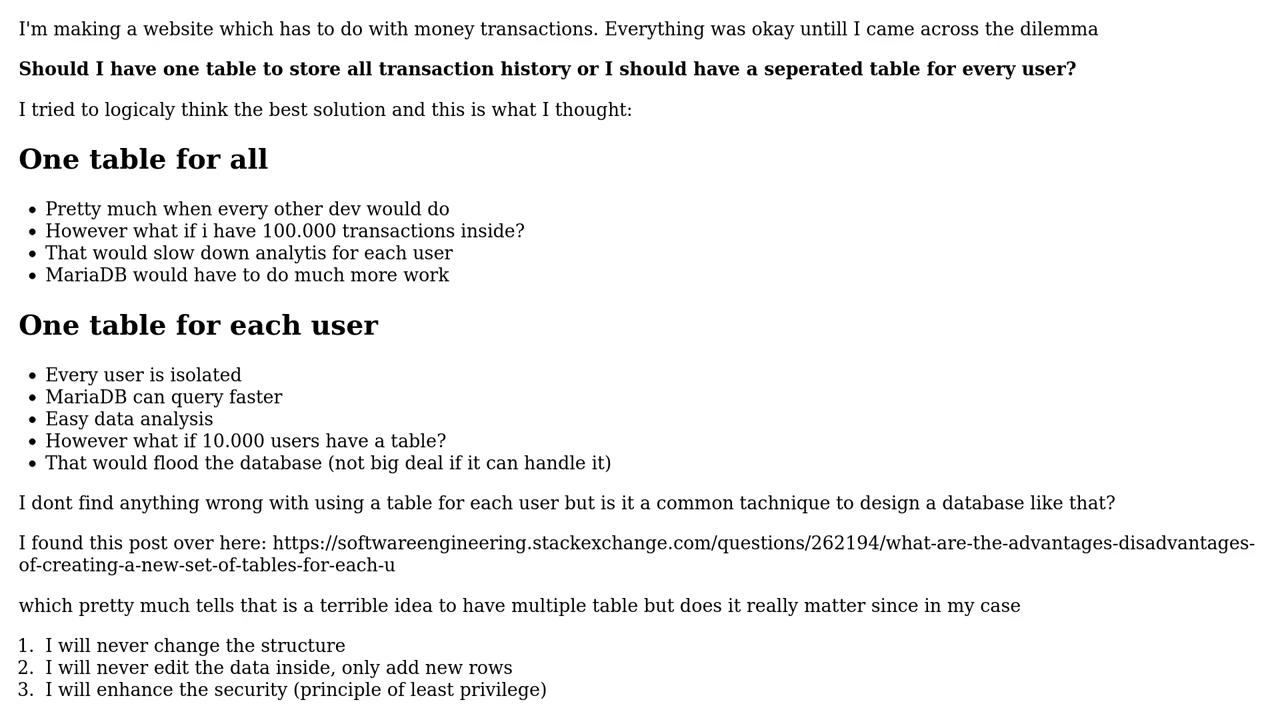 I'm making a website which has to do with money transactions. Everything was okay untill I came across the dilemma
Should I have one table to store all transaction history or I should have a seperated table for every user?
I tried to logicaly think the best solution and this is what I thought:
One table for all
• Pretty much when every other dev would do
• However what if i have 100.000 transactions inside?
• That would slow down analytis for each user
• MariaDB would have to do much more work
One table for each user
• Every user is isolated
• MariaDB can query faster
• Easy data analysis
• However what if 10.000 users have a table?
• That would flood the database (not big deal if it can handle it)
I dont find anything wrong with using a table for each user but is it a common tachnique to design a database like that?
I found this post over here: https://softwareengineering.stackexchange.com/questions/262194/what-are-the-advantages-disadvantages-
of-creating-a-new-set-of-tables-for-each-u
which pretty much tells that is a terrible idea to have multiple table but does it really matter since in my case
1. I will never change the structure
2. I will never edit the data inside, only add new rows
3. I will enhance the security (principle of least privilege)